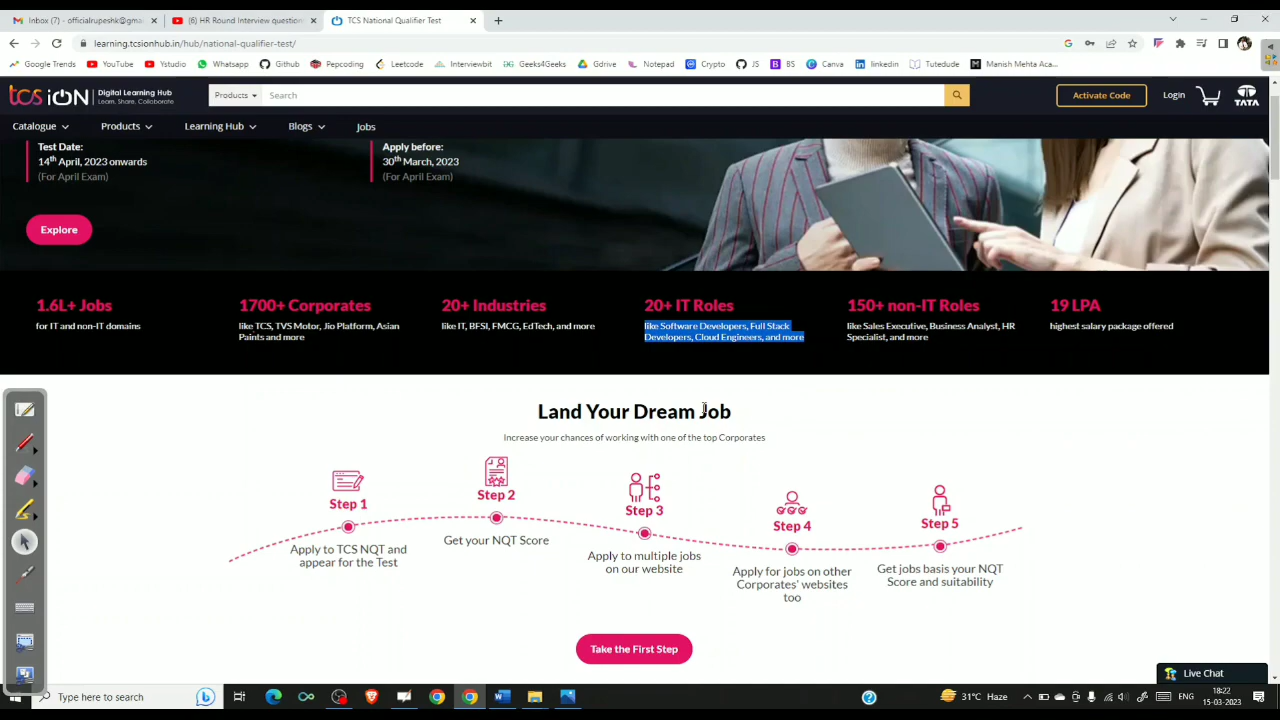 Inbox (7) - officialrupeshk@gma
(6) HR Round Interview question
TCS National Qualifier Test
learning.tcsionhub.in/hub/national-qualifier-test/
Google Trends
YouTube
Ystudio
Whatsapp
Github
Pepcoding
Leetcode
Interviewbit
Geeks4Geeks
Gdrive
Notepad
Crypto
JS
BS
Canva
linkedin
Tutedude
Manish Mehta Aca...
tcs iON
Digital Learning Hub
Learn. Share. Collaborate
Products
Search
Activate Code
Login
TATA
Catalogue
Products
Learning Hub
Blogs
Jobs
Test Date:
14th April, 2023 onwards
(For April Exam)
Apply before:
30th March, 2023
(For April Exam)
Explore
1.6L+ Jobs
for IT and non-IT domains
1700+ Corporates
like TCS, TVS Motor, Jio Platform, Asian
Paints and more
20+ Industries
like IT, BFSI, FMCG, EdTech, and more
20+ IT Roles
like Software Developers, Full Stack
Developers, Cloud Engineers, and more
150+ non-IT Roles
like Sales Executive, Business Analyst, HR
Specialist, and more
19 LPA
highest salary package offered
Land Your Dream Job
Increase your chances of working with one of the top Corporates
Step 1
Apply to TCS NQT and
appear for the Test
Step 2
Get your NQT Score
Step 3
Apply to multiple jobs
on our website
Step 4
Apply for jobs on other
Corporates' websites
too
Step 5
Get jobs basis your NQT
Score and suitability
Take the First Step
Live Chat
Type here to search
31°C Haze
ENG
18:22
15-03-2023